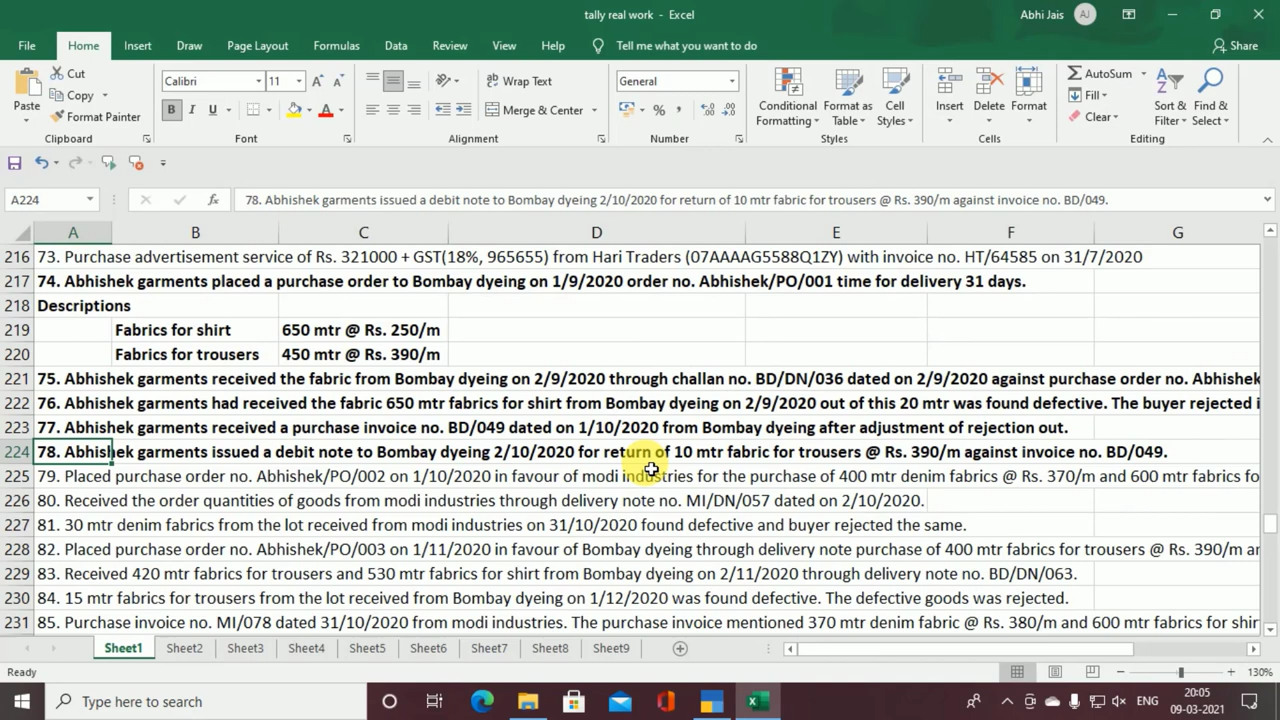 tally real work - Excel
Abhi Jais AJ
File Home Insert Draw Page Layout Formulas Data Review View Help Tell me what you want to do Share
Paste Cut Copy Format Painter Clipboard
Calibri 11 B I U Font
Wrap Text Merge & Center Alignment
General % Number
Conditional Formatting Format as Table Cell Styles Styles
Insert Delete Format Cells
AutoSum Fill Clear Sort & Filter Find & Select Editing
A224 fx 78. Abhishek garments issued a debit note to Bombay dyeing 2/10/2020 for return of 10 mtr fabric for trousers @ Rs. 390/m against invoice no. BD/049.
A B C D E F G
216 73. Purchase advertisement service of Rs. 321000 + GST(18%, 965655) from Hari Traders (07AAAAG5588Q1ZY) with invoice no. HT/64585 on 31/7/2020
217 74. Abhishek garments placed a purchase order to Bombay dyeing on 1/9/2020 order no. Abhishek/PO/001 time for delivery 31 days.
218 Descriptions
219 Fabrics for shirt 650 mtr @ Rs. 250/m
220 Fabrics for trousers 450 mtr @ Rs. 390/m
221 75. Abhishek garments received the fabric from Bombay dyeing on 2/9/2020 through challan no. BD/DN/036 dated on 2/9/2020 against purchase order no. Abhishek
222 76. Abhishek garments had received the fabric 650 mtr fabrics for shirt from Bombay dyeing on 2/9/2020 out of this 20 mtr was found defective. The buyer rejected i
223 77. Abhishek garments received a purchase invoice no. BD/049 dated on 1/10/2020 from Bombay dyeing after adjustment of rejection out.
224 78. Abhishek garments issued a debit note to Bombay dyeing 2/10/2020 for return of 10 mtr fabric for trousers @ Rs. 390/m against invoice no. BD/049.
225 79. Placed purchase order no. Abhishek/PO/002 on 1/10/2020 in favour of modi industries for the purchase of 400 mtr denim fabrics @ Rs. 370/m and 600 mtr fabrics fo
226 80. Received the order quantities of goods from modi industries through delivery note no. MI/DN/057 dated on 2/10/2020.
227 81. 30 mtr denim fabrics from the lot received from modi industries on 31/10/2020 found defective and buyer rejected the same.
228 82. Placed purchase order no. Abhishek/PO/003 on 1/11/2020 in favour of Bombay dyeing through delivery note purchase of 400 mtr fabrics for trousers @ Rs. 390/m an
229 83. Received 420 mtr fabrics for trousers and 530 mtr fabrics for shirt from Bombay dyeing on 2/11/2020 through delivery note no. BD/DN/063.
230 84. 15 mtr fabrics for trousers from the lot received from Bombay dyeing on 1/12/2020 was found defective. The defective goods was rejected.
231 85. Purchase invoice no. MI/078 dated 31/10/2020 from modi industries. The purchase invoice mentioned 370 mtr denim fabric @ Rs. 380/m and 600 mtr fabrics for shir
Sheet1 Sheet2 Sheet3 Sheet4 Sheet5 Sheet6 Sheet7 Sheet8 Sheet9
Ready 130%
Type here to search
ENG 20:05
09-03-2021